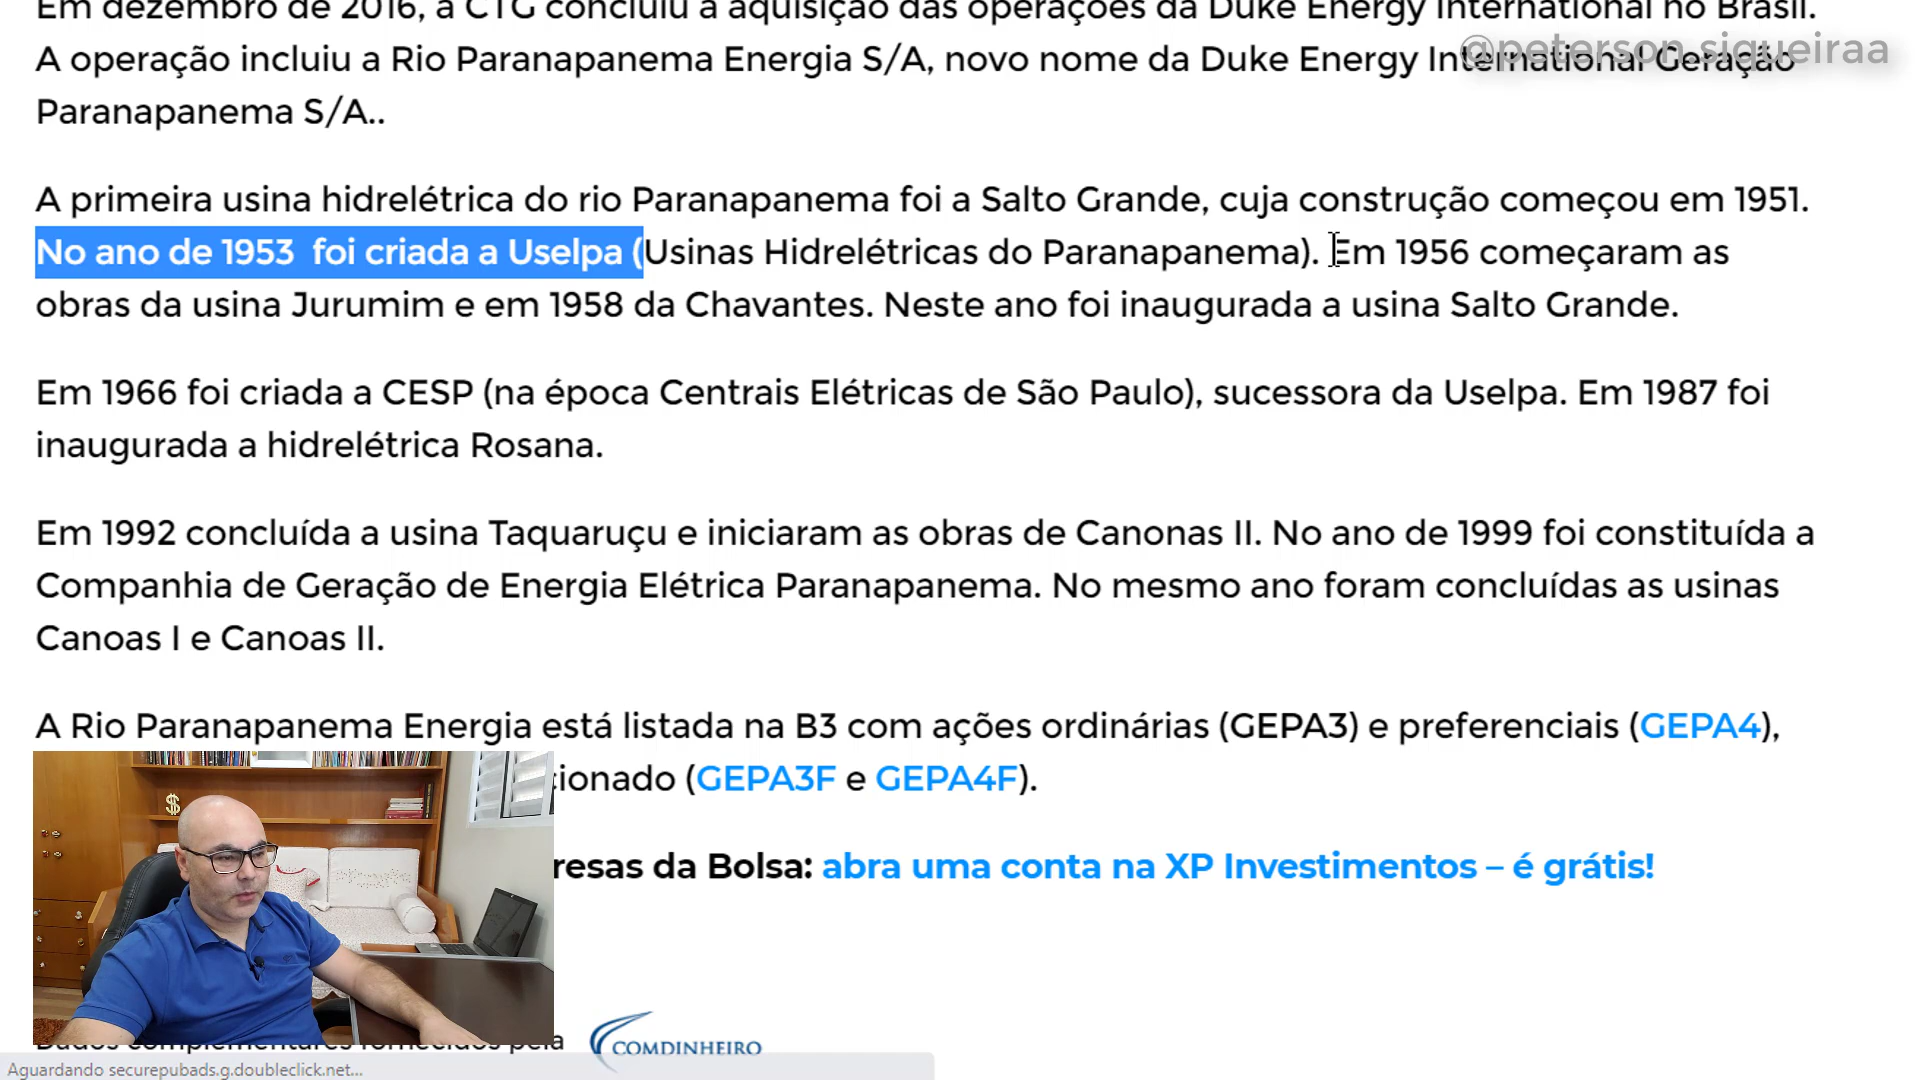 Em dezembro de 2016, a CTG concluiu a aquisição das operações da Duke Energy International no Brasil.
@peterson.siqueiraa
A operação incluiu a Rio Paranapanema Energia S/A, novo nome da Duke Energy International Geração
Paranapanema S/A..
A primeira usina hidrelétrica do rio Paranapanema foi a Salto Grande, cuja construção começou em 1951.
No ano de 1953 foi criada a Uselpa (Usinas Hidrelétricas do Paranapanema). Em 1956 começaram as
obras da usina Jurumim e em 1958 da Chavantes. Neste ano foi inaugurada a usina Salto Grande.
Em 1966 foi criada a CESP (na época Centrais Elétricas de São Paulo), sucessora da Uselpa. Em 1987 foi
inaugurada a hidrelétrica Rosana.
Em 1992 concluída a usina Taquaruçu e iniciaram as obras de Canonas II. No ano de 1999 foi constituída a
Companhia de Geração de Energia Elétrica Paranapanema. No mesmo ano foram concluídas as usinas
Canoas I e Canoas II.
A Rio Paranapanema Energia está listada na B3 com ações ordinárias (GEPA3) e preferenciais (GEPA4),
cionado (GEPA3F e GEPA4F).
resas da Bolsa: abra uma conta na XP Investimentos – é grátis!
Dados complementares fornecidos pela
COMDINHEIRO
Aguardando securepubads.g.doubleclick.net...